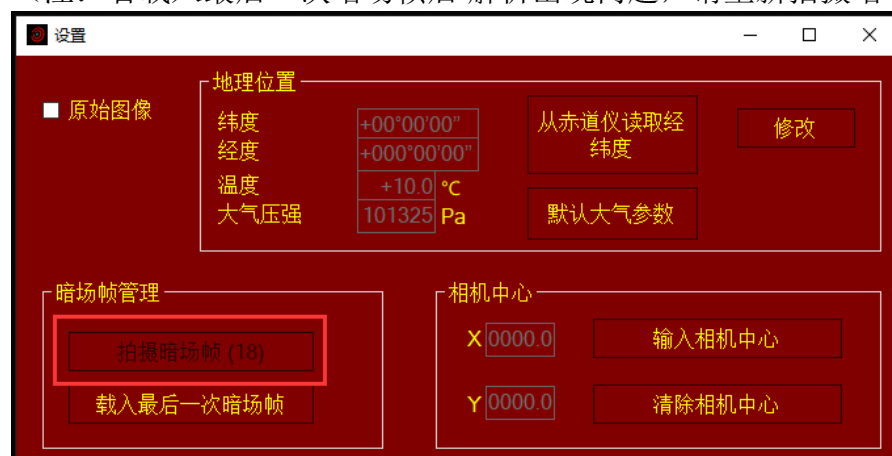 设置
原始图像
地理位置
纬度 +00°00'00"
经度 +000°00'00"
温度 +10.0 °C
大气压强 101325 Pa
从赤道仪读取经
纬度
默认大气参数
修改
暗场帧管理
拍摄暗场帧 (18)
载入最后一次暗场帧
相机中心
X 0000.0 输入相机中心
Y 0000.0 清除相机中心